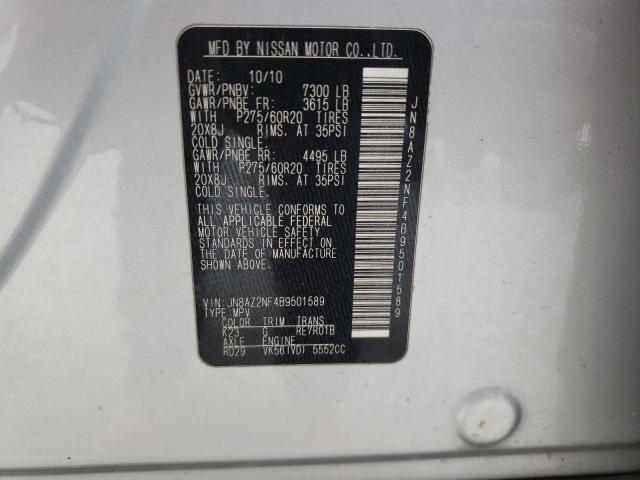 MFD BY NISSAN MOTOR CO., LTD.
DATE: 10/10
GVWR/PNBV: 7300 LB
GAWR/PNBE FR: 3615 LB
WITH P275/60R20 TIRES
20X8J RIMS. AT 35PSI
COLD SINGLE.
GAWR/PNBE RR: 4495 LB
WITH P275/60R20 TIRES
20X8J RIMS. AT 35PSI
COLD SINGLE.
THIS VEHICLE CONFORMS TO
ALL APPLICABLE FEDERAL
MOTOR VEHICLE SAFETY
STANDARDS IN EFFECT ON
THE DATE OF MANUFACTURE
SHOWN ABOVE.
VIN: JN8AZ2NF4B9501589
TYPE: MPV
COLOR TRIM TRANS
K23 G RE7R01B
AXLE ENGINE
RD29 VK56(VD) 5552CC
JN8AZ2NF4B9501589